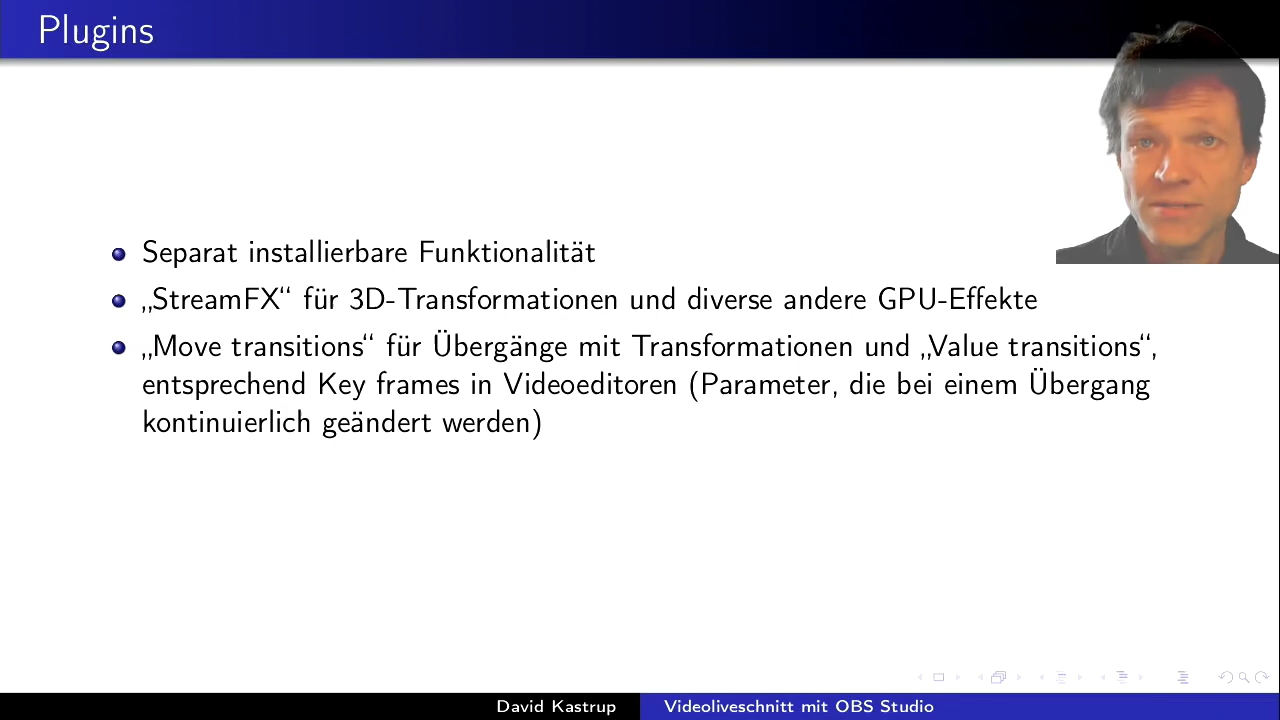 Plugins
Separat installierbare Funktionalität
„StreamFX“ für 3D-Transformationen und diverse andere GPU-Effekte
„Move transitions“ für Übergänge mit Transformationen und „Value transitions“,
entsprechend Key frames in Videoeditoren (Parameter, die bei einem Übergang
kontinuierlich geändert werden)
David Kastrup
Videoliveschnitt mit OBS Studio